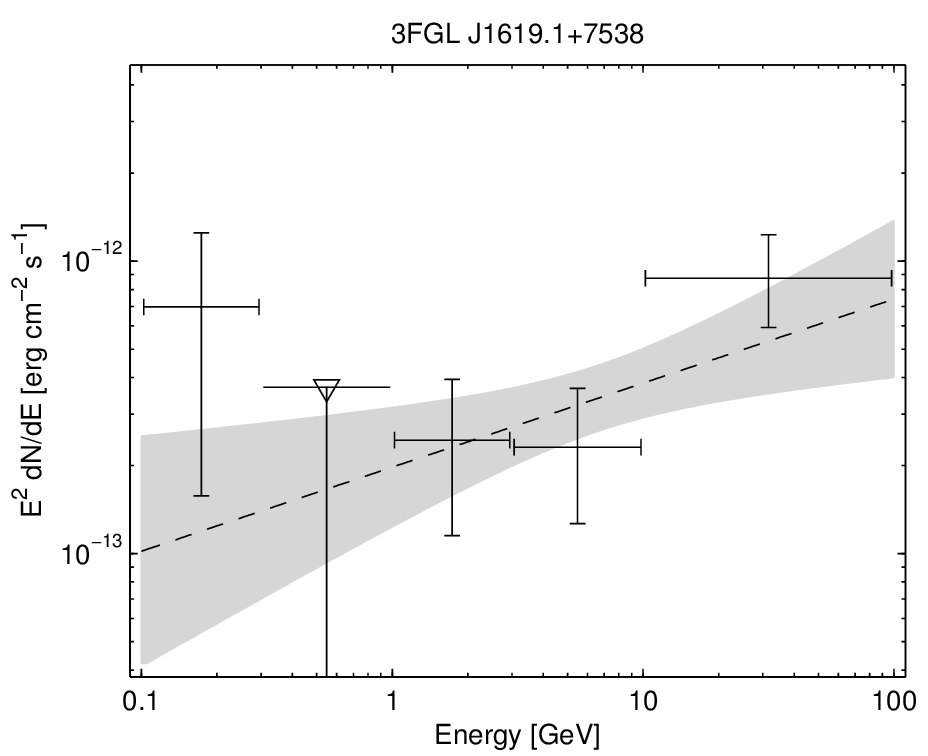 3FGL J1619.1+7538
E² dN/dE [erg cm⁻² s⁻¹]
10⁻¹²
10⁻¹³
0.1 1 10 100
Energy [GeV]